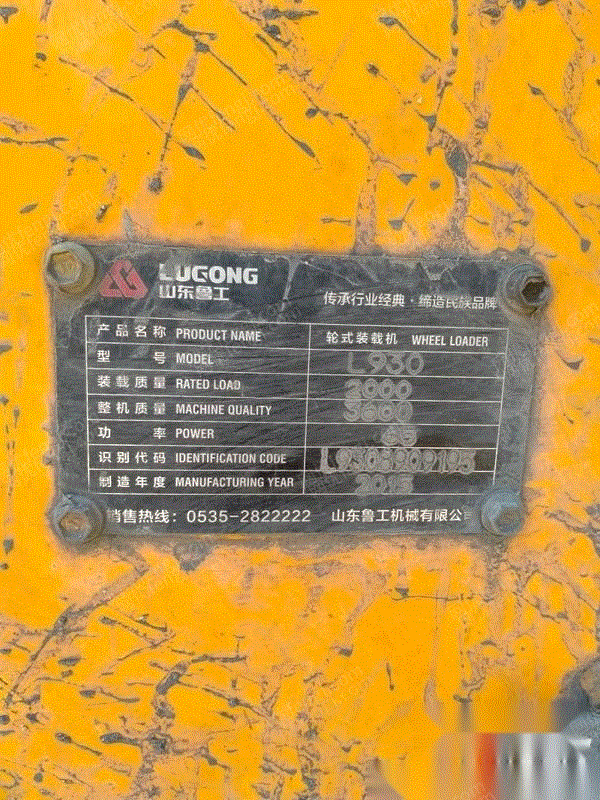 LUGONG
山东鲁工
传承行业经典·缔造民族品牌
产品名称 PRODUCT NAME 轮式装载机 WHEEL LOADER
型号 MODEL L930
装载质量 RATED LOAD 2000
整机质量 MACHINE QUALITY 5600
功率 POWER
识别代码 IDENTIFICATION CODE
制造年度 MANUFACTURING YEAR
销售热线：0535-2822222 山东鲁工机械有限公司